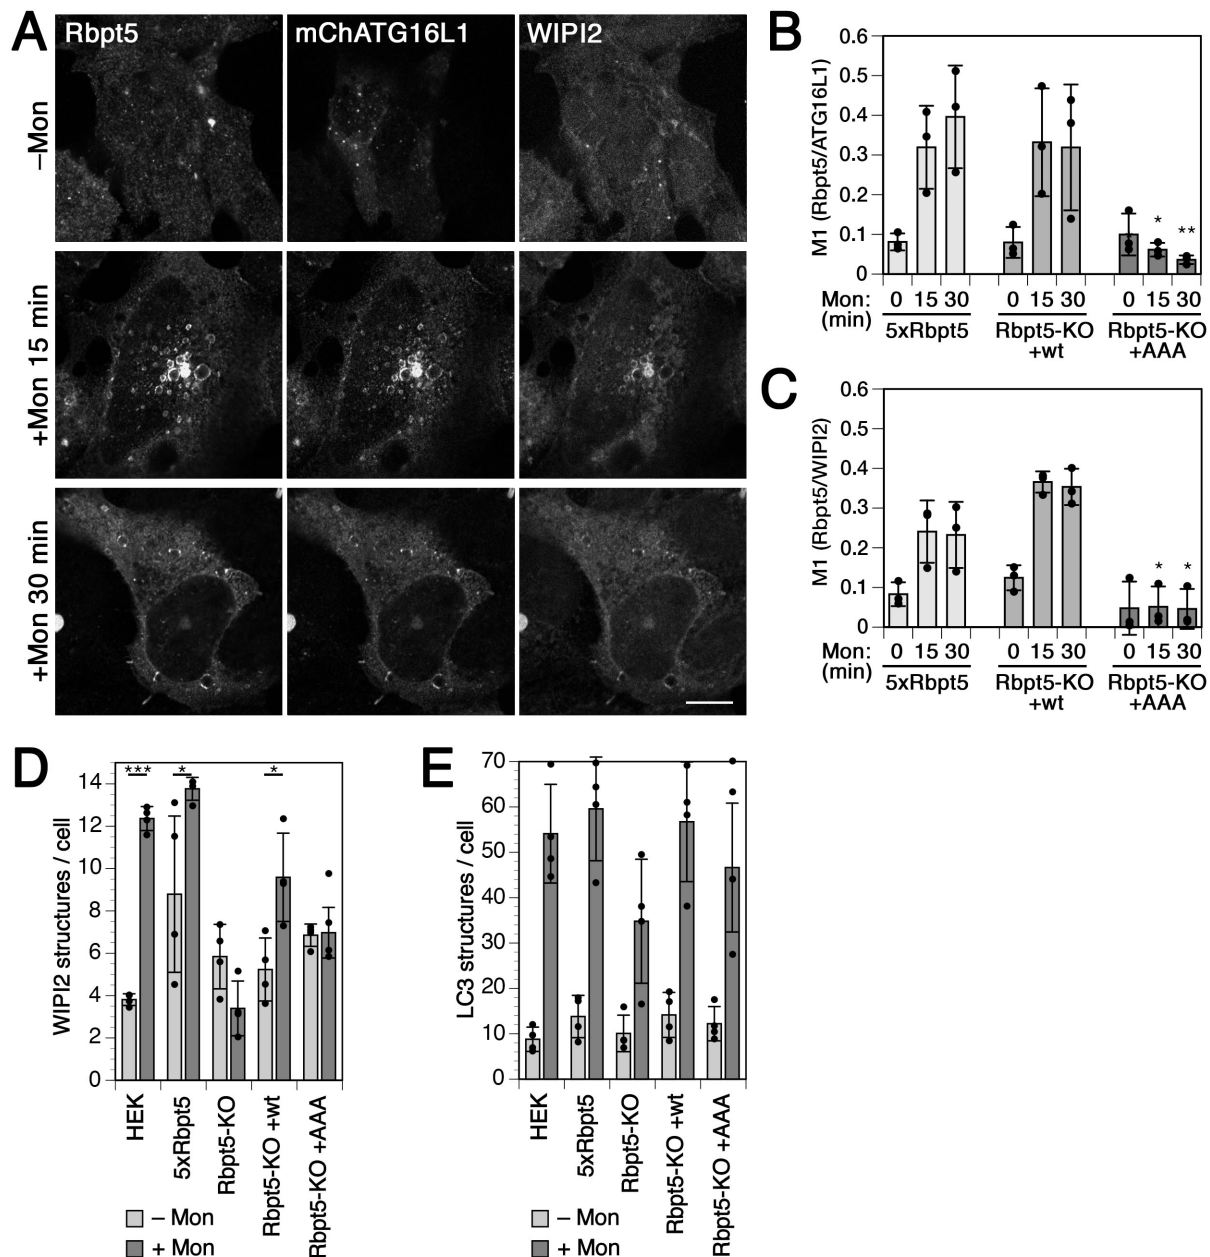 A
Rbpt5
mChATG16L1
WIPI2
–Mon
+Mon 15 min
+Mon 30 min
B
M1 (Rbpt5/ATG16L1)
0.6
0.5
0.4
0.3
0.2
0.1
0
* **
Mon: 0 15 30 0 15 30 0 15 30
(min)
5xRbpt5 Rbpt5-KO Rbpt5-KO
+wt +AAA
C
M1 (Rbpt5/WIPI2)
0.6
0.5
0.4
0.3
0.2
0.1
0
* *
Mon: 0 15 30 0 15 30 0 15 30
(min)
5xRbpt5 Rbpt5-KO Rbpt5-KO
+wt +AAA
D
WIPI2 structures / cell
14
12
10
8
6
4
2
0
*** * *
HEK
5xRbpt5
Rbpt5-KO
Rbpt5-KO +wt
Rbpt5-KO +AAA
– Mon
+ Mon
E
LC3 structures / cell
70
60
50
40
30
20
10
0
HEK
5xRbpt5
Rbpt5-KO
Rbpt5-KO +wt
Rbpt5-KO +AAA
– Mon
+ Mon